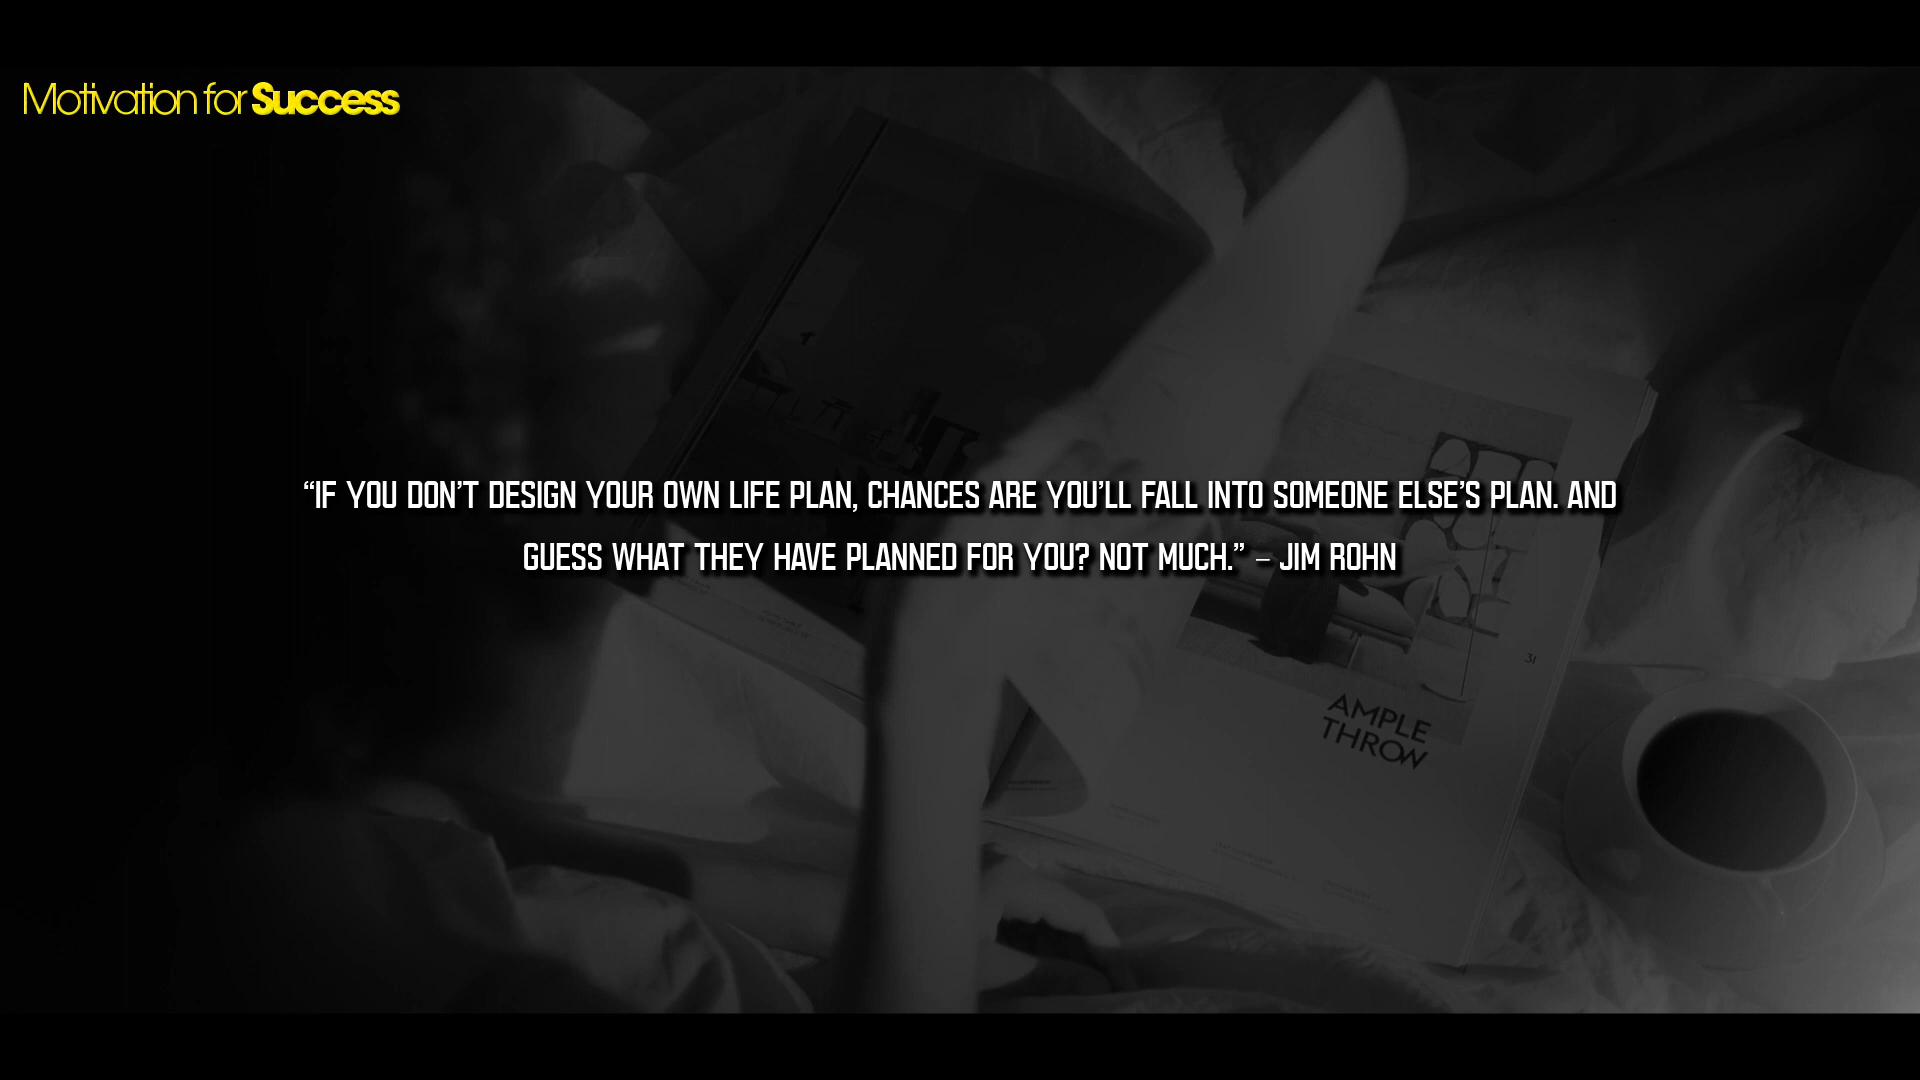 Motivation for Success
“IF YOU DON’T DESIGN YOUR OWN LIFE PLAN, CHANCES ARE YOU’LL FALL INTO SOMEONE ELSE’S PLAN. AND
GUESS WHAT THEY HAVE PLANNED FOR YOU? NOT MUCH.” – JIM ROHN
31
AMPLE
THROW